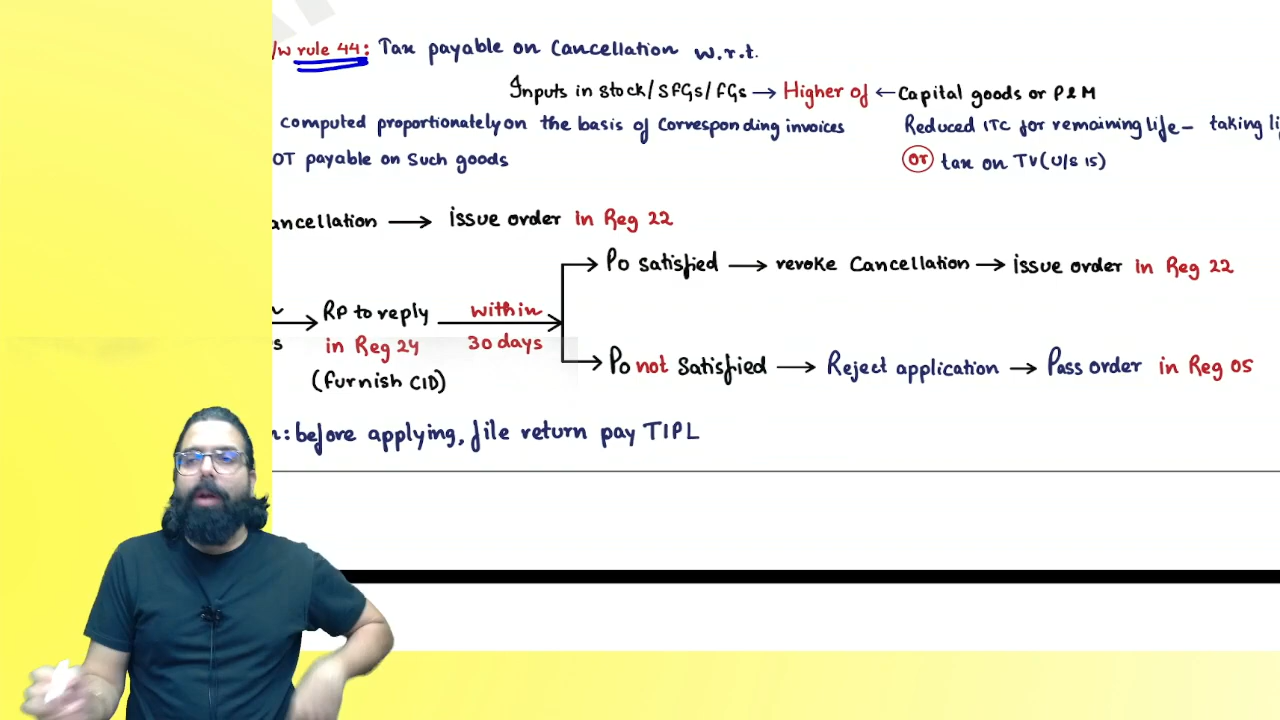 /w rule 44: Tax payable on Cancellation w.r.t.
Inputs in stock/SFGs/FGs → Higher of ← Capital goods or P&M
computed proportionately on the basis of Corresponding invoices
Reduced ITC for remaining life - taking li
OT payable on Such goods
OR tax on TV(U/S 15)
ancellation → issue order in Reg 22
Po satisfied → revoke Cancellation → issue order in Reg 22
RP to reply within
s in Reg 24 30 days
Po not Satisfied → Reject application → Pass order in Reg 05
(furnish CID)
n: before applying, file return pay TIPL